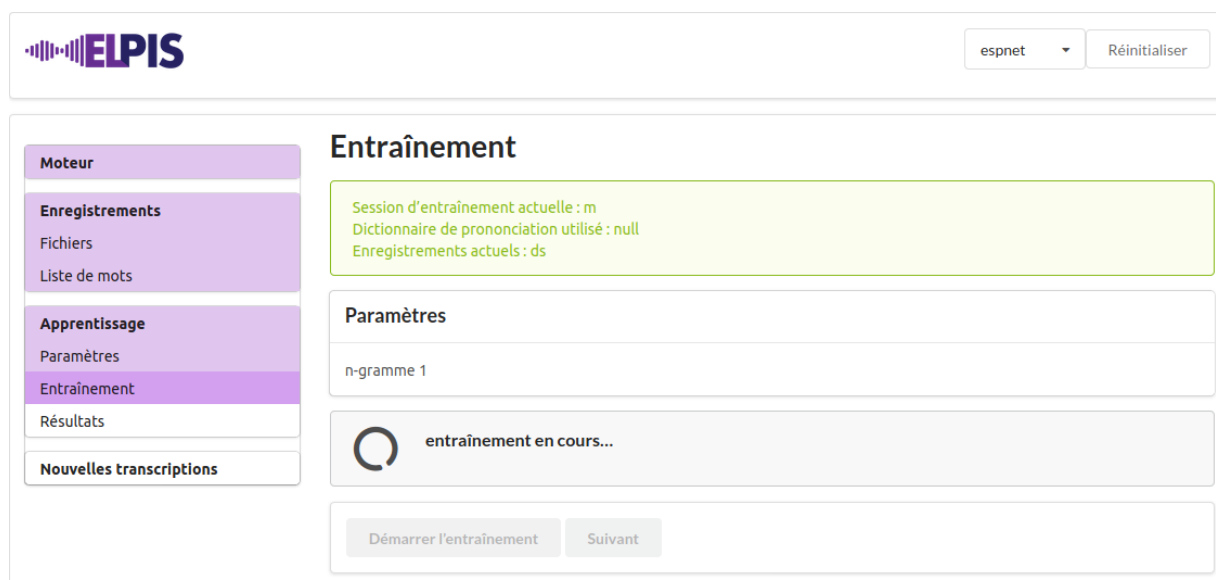 ELPIS
espnet
Réinitialiser
Moteur
Enregistrements
Fichiers
Liste de mots
Apprentissage
Paramètres
Entraînement
Résultats
Nouvelles transcriptions
Entraînement
Session d’entraînement actuelle : m
Dictionnaire de prononciation utilisé : null
Enregistrements actuels : ds
Paramètres
n-gramme 1
entraînement en cours...
Démarrer l’entraînement
Suivant